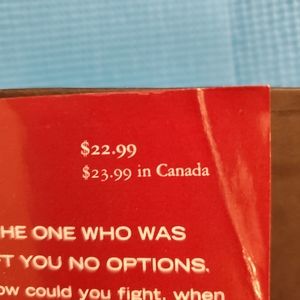 $22.99
$23.99 in Canada
HE ONE WHO WAS
FT YOU NO OPTIONS.
ow could you fight, when